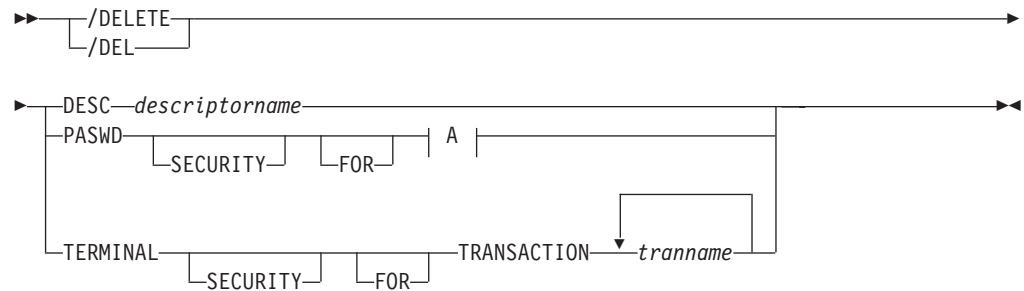 /DELETE
/DEL
DESC descriptorname
PASWD SECURITY FOR A
TERMINAL SECURITY FOR TRANSACTION tranname